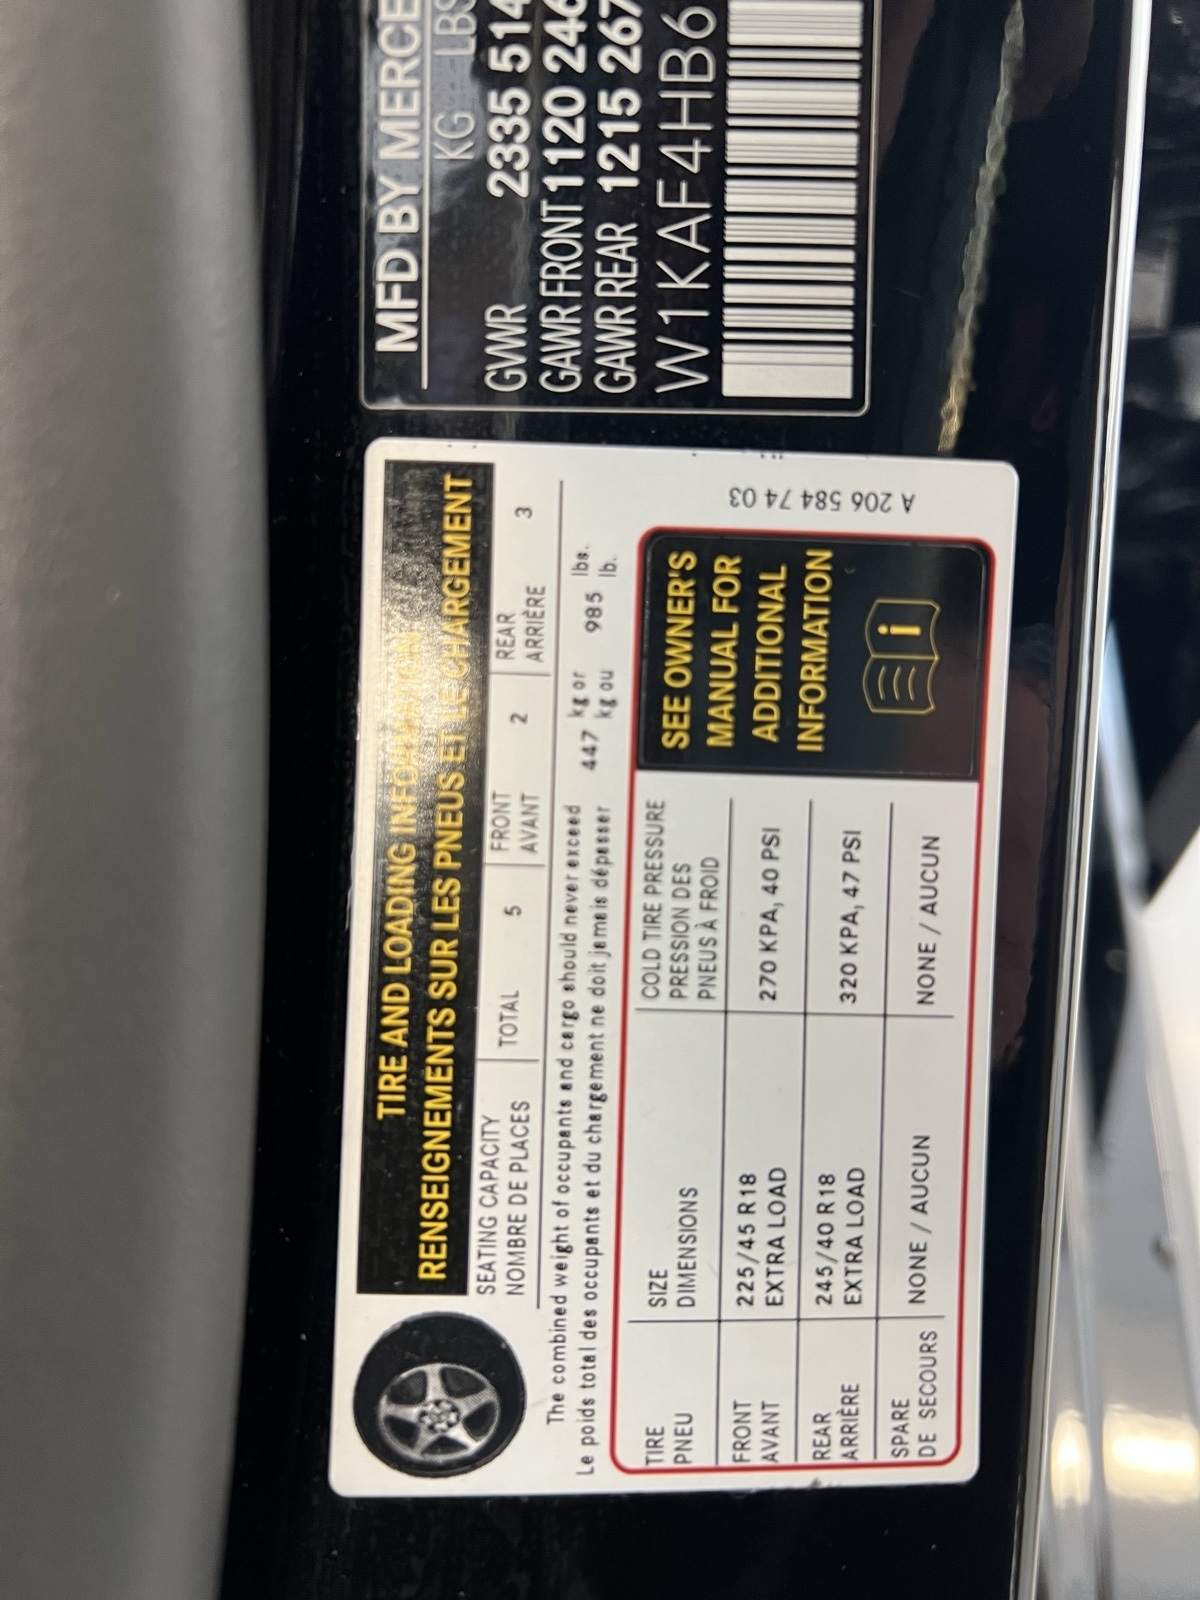 TIRE AND LOADING INFORMATION
RENSEIGNEMENTS SUR LES PNEUS ET LE CHARGEMENT
SEATING CAPACITY TOTAL 5 FRONT 2 REAR 3
NOMBRE DE PLACES AVANT ARRIÈRE
The combined weight of occupants and cargo should never exceed 447 kg or 985 lbs.
Le poids total des occupants et du chargement ne doit jamais dépasser kg ou lb.
TIRE SIZE COLD TIRE PRESSURE
PNEU DIMENSIONS PRESSION DES
PNEUS À FROID
FRONT 225/45 R18 270 KPA, 40 PSI
AVANT EXTRA LOAD
REAR 245/40 R18 320 KPA, 47 PSI
ARRIÈRE EXTRA LOAD
SPARE NONE / AUCUN NONE / AUCUN
DE SECOURS
SEE OWNER'S
MANUAL FOR
ADDITIONAL
INFORMATION
A 206 584 74 03
MFD BY MERCE
KG LBS
GVWR 2335 514
GAWR FRONT 1120 246
GAWR REAR 1215 267
W1KAF4HB6